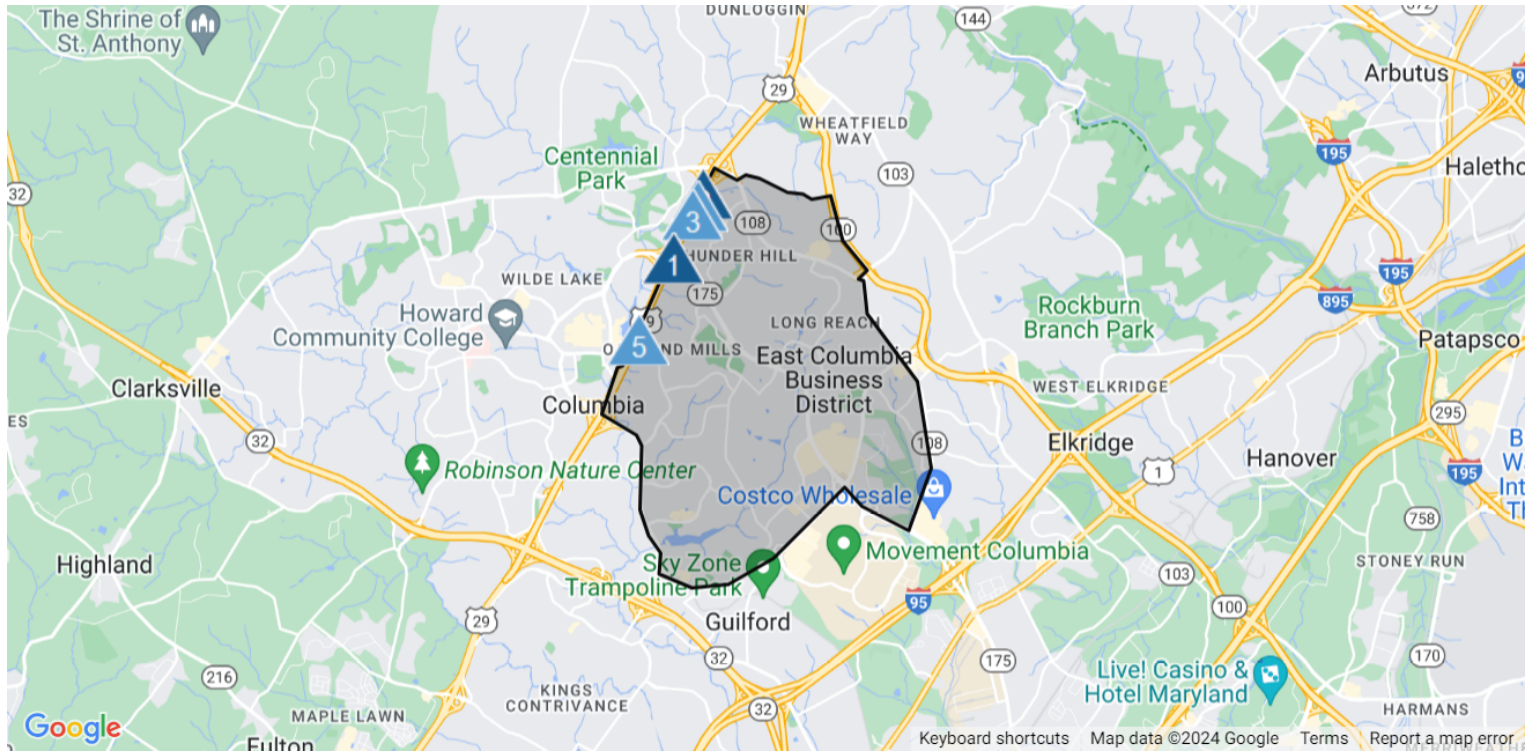 The Shrine of
St. Anthony
DUNLOGGIN
144
Arbutus
29
WHEATFIELD
WAY
195
Centennial
Park
103
Haletho
32
3
108
100
1
HUNDER HILL
WILDE LAKE
175
195
895
Howard
Community College
Rockburn
Branch Park
LONG REACH
5
ND MILLS
East Columbia
Business
District
Patapsco
Clarksville
WEST ELKRIDGE
ES
Columbia
295
32
108
Elkridge
1
Hanover
195
Robinson Nature Center
Costco Wholesale
758
Movement Columbia
Highland
Sky Zone
Trampoline Park
STONEY RUN
103
95
100
29
Guilford
32
175
170
216
Live! Casino &
Hotel Maryland
KINGS
CONTRIVANCE
32
HARMANS
MAPLE LAWN
Google
Fulton
Keyboard shortcuts Map data ©2024 Google Terms Report a map error